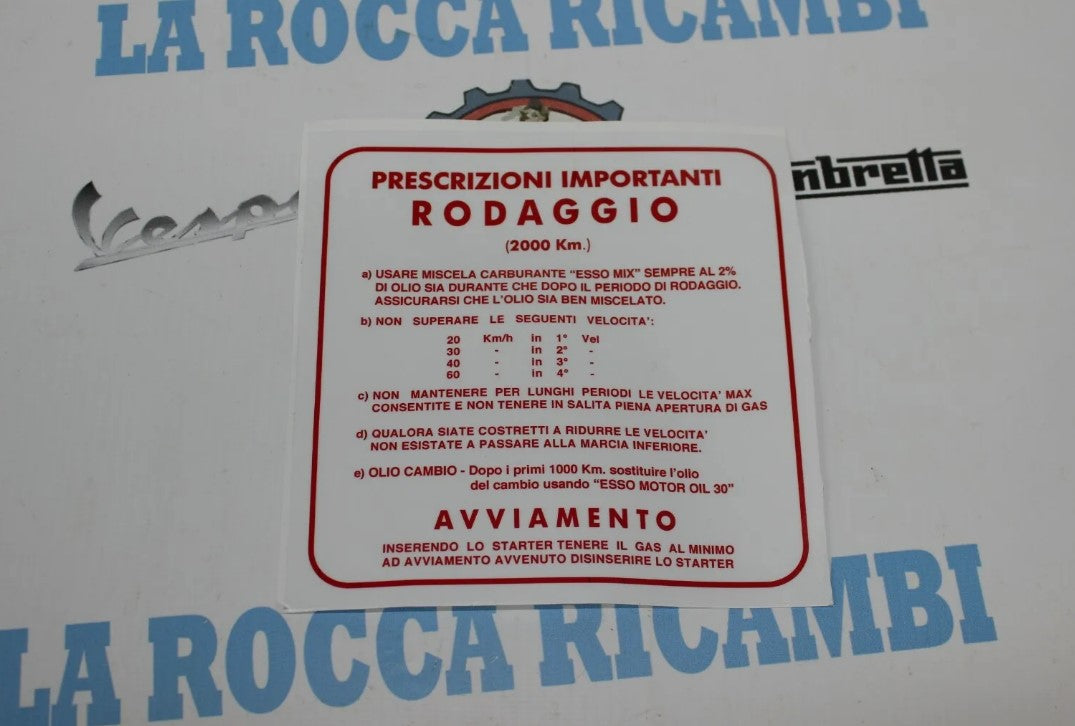 LA ROCCA RICAMBI
Vespa
mbretta
PRESCRIZIONI IMPORTANTI
RODAGGIO
(2000 Km.)
a) USARE MISCELA CARBURANTE "ESSO MIX" SEMPRE AL 2%
DI OLIO SIA DURANTE CHE DOPO IL PERIODO DI RODAGGIO.
ASSICURARSI CHE L'OLIO SIA BEN MISCELATO.
b) NON SUPERARE LE SEGUENTI VELOCITA':
20 Km/h in 1° Vel
30 - in 2° -
40 - in 3° -
60 - in 4° -
c) NON MANTENERE PER LUNGHI PERIODI LE VELOCITA' MAX
CONSENTITE E NON TENERE IN SALITA PIENA APERTURA DI GAS
d) QUALORA SIATE COSTRETTI A RIDURRE LE VELOCITA'
NON ESISTATE A PASSARE ALLA MARCIA INFERIORE.
e) OLIO CAMBIO - Dopo i primi 1000 Km. sostituire l'olio
del cambio usando "ESSO MOTOR OIL 30"
AVVIAMENTO
INSERENDO LO STARTER TENERE IL GAS AL MINIMO
AD AVVIAMENTO AVVENUTO DISINSERIRE LO STARTER
LA ROCCA RICAMBI